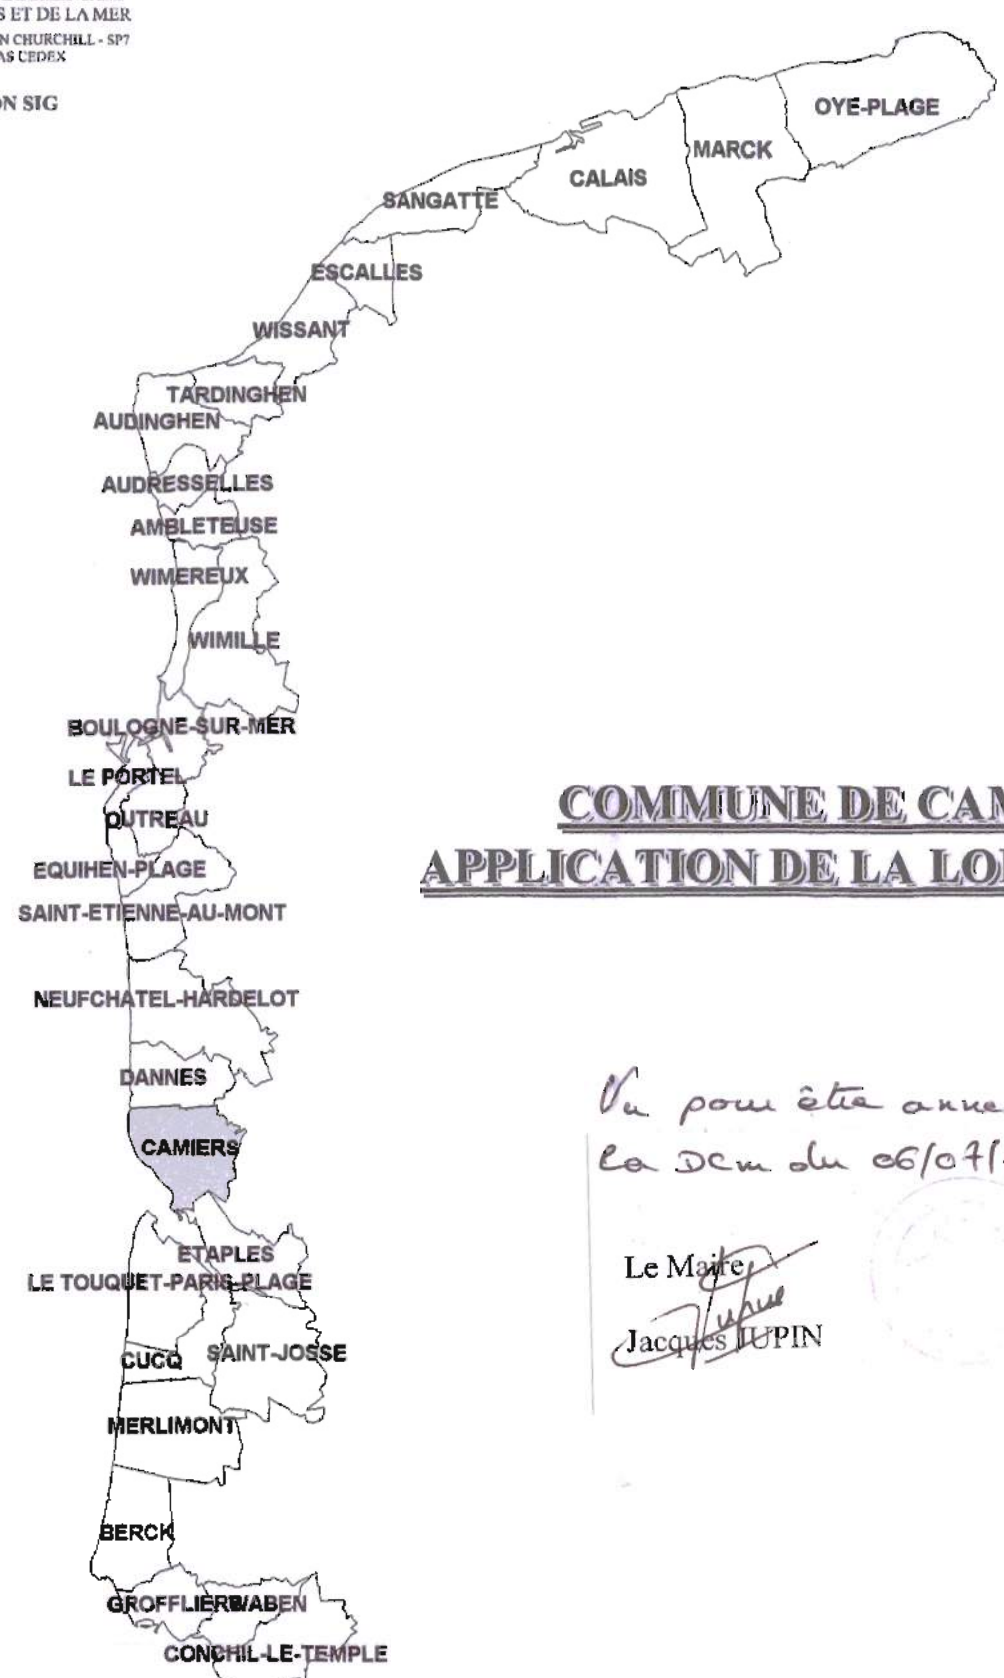 ET DE LA MER
CHURCHILL - SP7
CEDEX
SIG
OYE-PLAGE
MARCK
CALAIS
SANGATTE
ESCALLES
WISSANT
TARDINGHEN
AUDINGHEN
AUDRESSELLES
AMBLETEUSE
WIMEREUX
WIMILLE
BOULOGNE-SUR-MER
LE PORTEL
OUTREAU
EQUIHEN-PLAGE
SAINT-ETIENNE-AU-MONT
NEUFCHATEL-HARDELOT
DANNES
CAMIERS
ETAPLES
LE TOUQUET-PARIS-PLAGE
CUCQ
SAINT-JOSSE
MERLIMONT
BERCK
GROFFLIERS
WABEN
CONCHIL-LE-TEMPLE
COMMUNE DE CAM
APPLICATION DE LA LOI
Vu pour être anne
la DCM du 06/07/
Le Maire
Jacques JUPIN